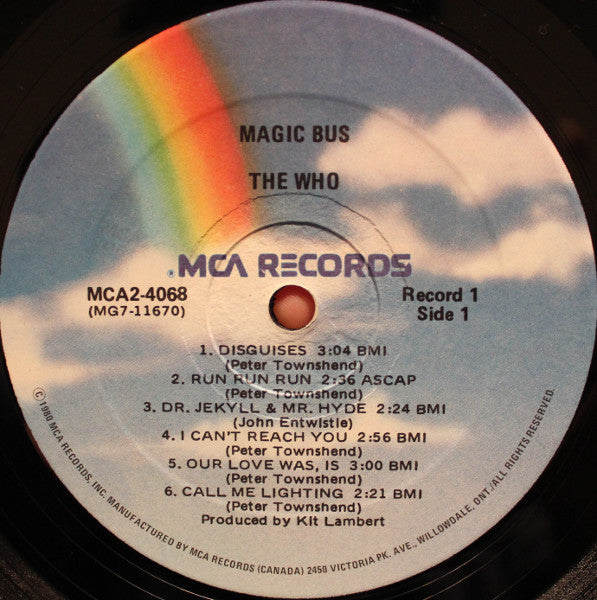 MAGIC BUS
THE WHO
MCA RECORDS
MCA2-4068
(MG7-11670)
Record 1
Side 1
1. DISGUISES 3:04 BMI
(Peter Townshend)
2. RUN RUN RUN 2:36 ASCAP
(Peter Townshend)
3. DR. JEKYLL & MR. HYDE 2:24 BMI
(John Entwistle)
4. I CAN'T REACH YOU 2:56 BMI
(Peter Townshend)
5. OUR LOVE WAS, IS 3:00 BMI
(Peter Townshend)
6. CALL ME LIGHTING 2:21 BMI
(Peter Townshend)
Produced by Kit Lambert
© 1980 MCA RECORDS, INC. MANUFACTURED BY MCA RECORDS (CANADA) 2450 VICTORIA PK. AVE., WILLOWDALE, ONT./ALL RIGHTS RESERVED.